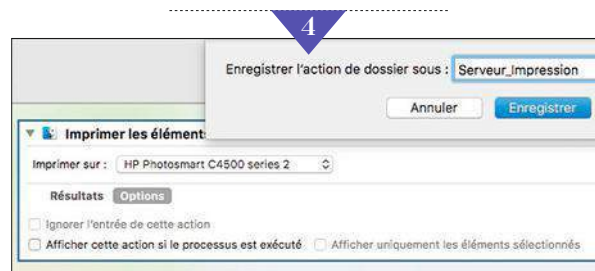 4
Enregistrer l'action de dossier sous : Serveur_Impression
Annuler Enregistrer
Imprimer les élément
Imprimer sur : HP Photosmart C4500 series 2
Résultats Options
Ignorer l'entrée de cette action
Afficher cette action si le processus est exécuté Afficher uniquement les éléments sélectionnés